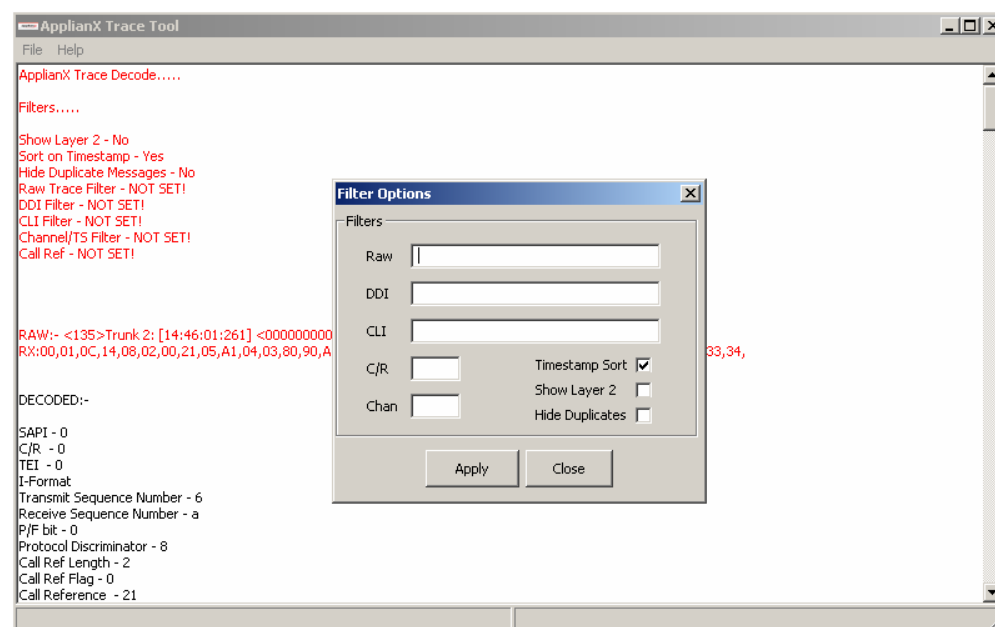 ApplianX Trace Tool
File Help
ApplianX Trace Decode.....
Filters.....
Show Layer 2 - No
Sort on Timestamp - Yes
Hide Duplicate Messages - No
Raw Trace Filter - NOT SET!
DDI Filter - NOT SET!
CLI Filter - NOT SET!
Channel/TS Filter - NOT SET!
Call Ref - NOT SET!
RAW:- <135>Trunk 2: [14:46:01:261] <000000000
RX:00,01,0C,14,08,02,00,21,05,A1,04,03,80,90,A 33,34,
DECODED:-
SAPI - 0
C/R - 0
TEI - 0
I-Format
Transmit Sequence Number - 6
Receive Sequence Number - a
P/F bit - 0
Protocol Discriminator - 8
Call Ref Length - 2
Call Ref Flag - 0
Call Reference - 21
Filter Options
Filters
Raw
DDI
CLI
C/R
Chan
Timestamp Sort
Show Layer 2
Hide Duplicates
Apply Close